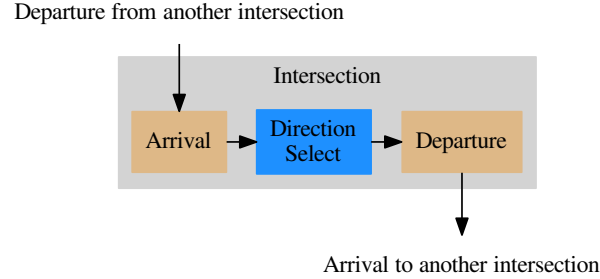 Departure from another intersection
Intersection
Arrival
Direction
Select
Departure
Arrival to another intersection